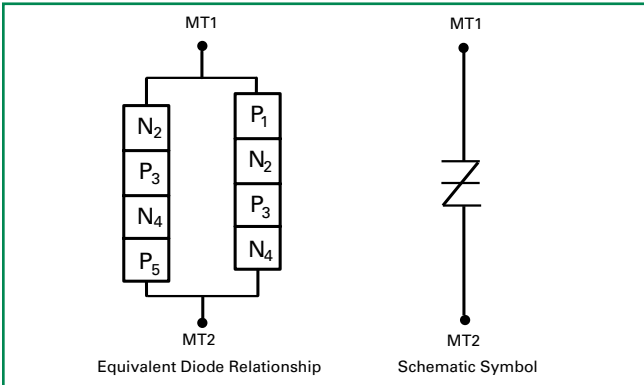 MT1
MT1
N2
P3
N4
P5
P1
N2
P3
N4
MT2
MT2
Equivalent Diode Relationship
Schematic Symbol